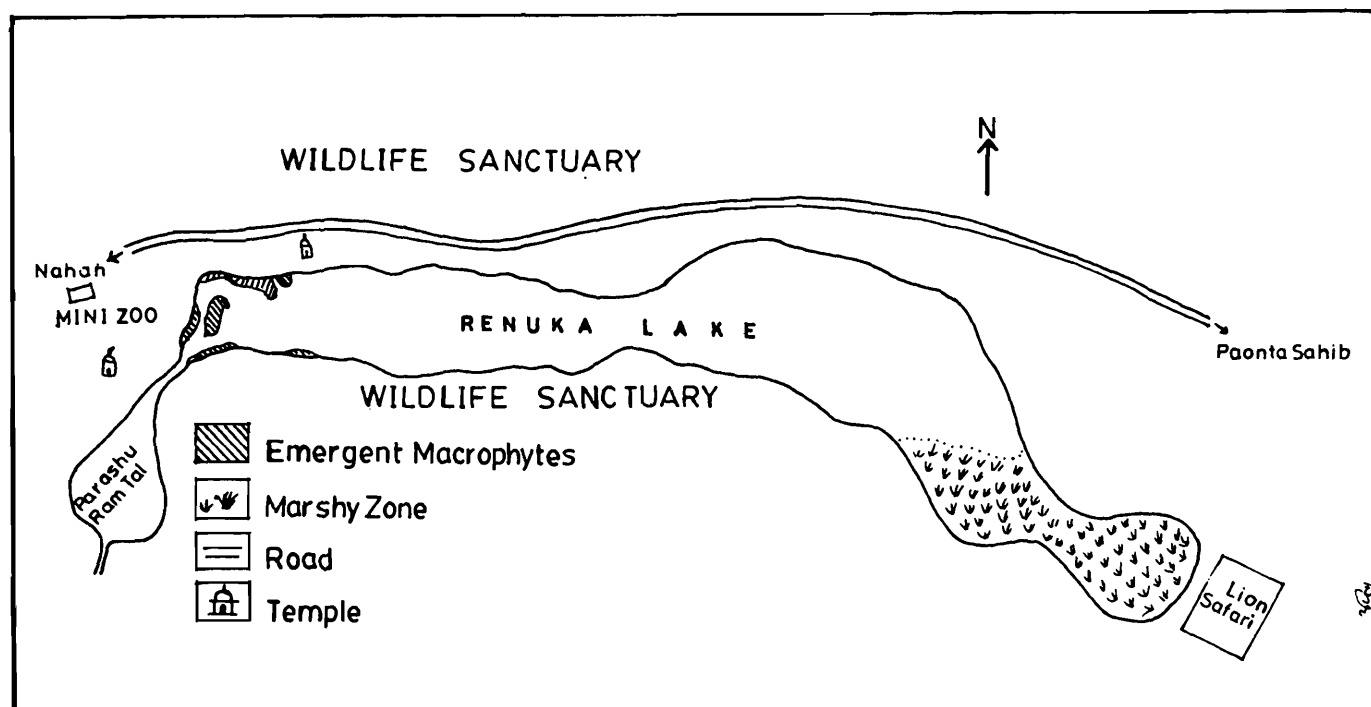 N
WILDLIFE SANCTUARY
Nahan
MINI ZOO
RENUKA LAKE
Paonta Sahib
WILDLIFE SANCTUARY
Emergent Macrophytes
Parashu
Ram Tal
Marshy Zone
Road
Temple
Lion
Safari